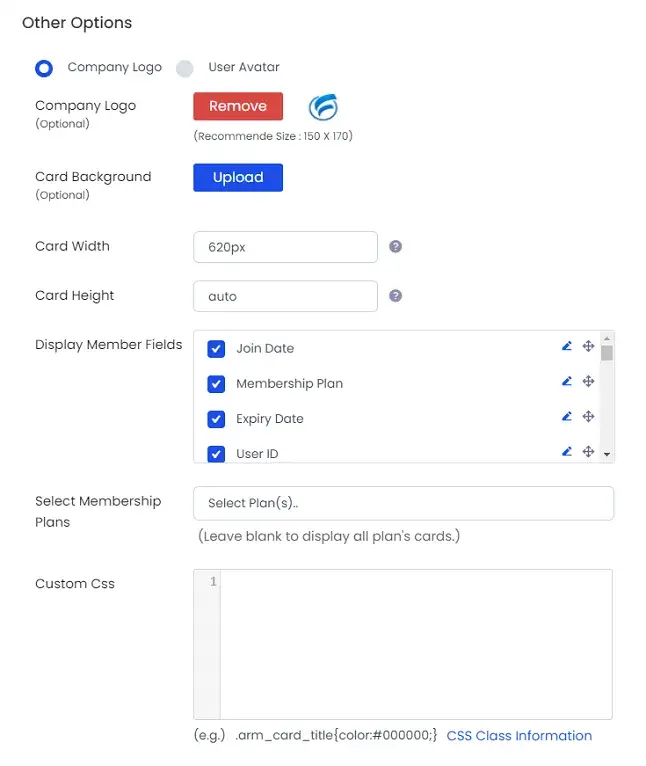 Other Options
Company Logo User Avatar
Company Logo
(Optional)
Remove
(Recommende Size : 150 X 170)
Card Background
(Optional)
Upload
Card Width
620px
?
Card Height
auto
?
Display Member Fields
Join Date
Membership Plan
Expiry Date
User ID
Select Membership
Plans
Select Plan(s)..
(Leave blank to display all plan's cards.)
Custom Css
1
(e.g.) .arm_card_title{color:#000000;} CSS Class Information